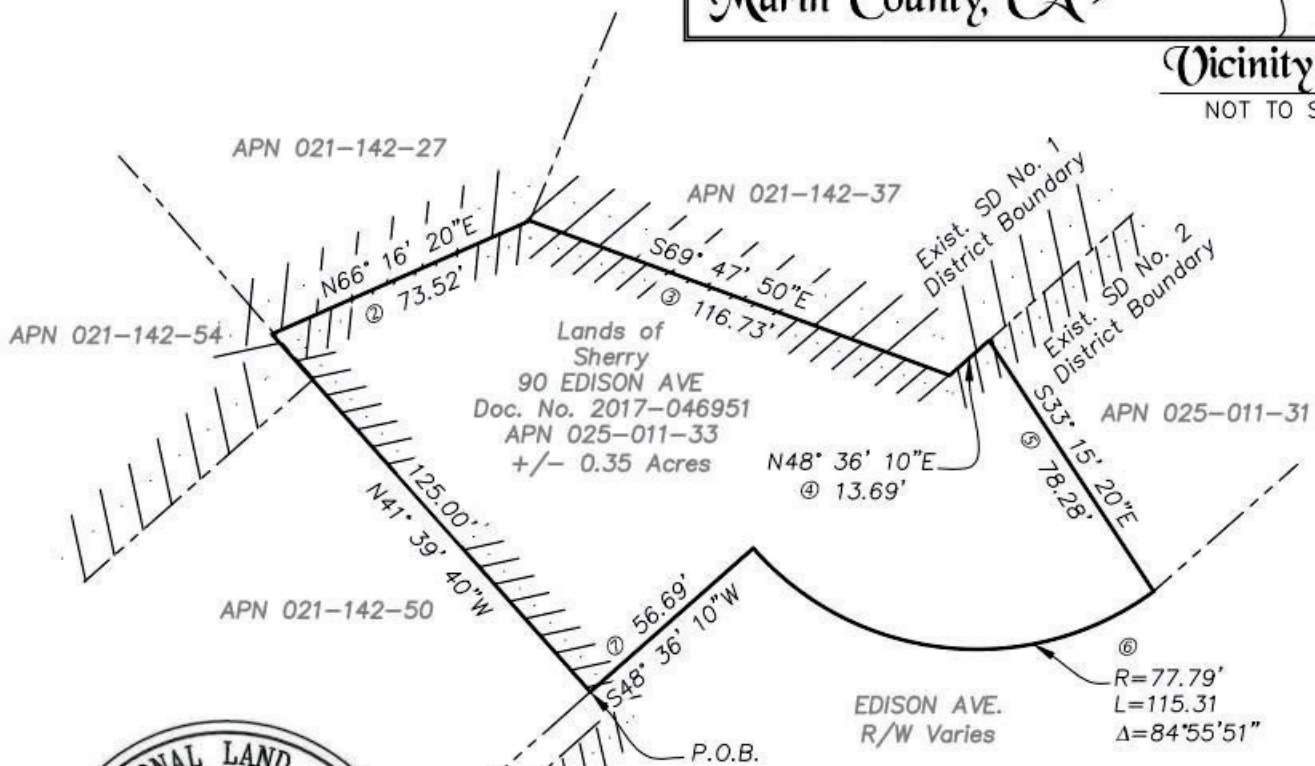 Marin County, CA
Vicinity
NOT TO S
APN 021-142-27
APN 021-142-37
Exist. SD No. 1
District Boundary
Exist. SD No. 2
District Boundary
N66° 16' 20"E
② 73.52'
S69° 47' 50"E
③ 116.73'
APN 021-142-54
Lands of
Sherry
90 EDISON AVE
Doc. No. 2017-046951
APN 025-011-33
+/- 0.35 Acres
N48° 36' 10"E
④ 13.69'
S33° 15' 20"E
⑤ 78.28'
APN 025-011-31
125.00'
N41° 39' 40"W
APN 021-142-50
⑦ 56.69'
S48° 36' 10"W
⑥
R=77.79'
L=115.31
Δ=84°55'51"
EDISON AVE.
R/W Varies
P.O.B.
ONAL LAND